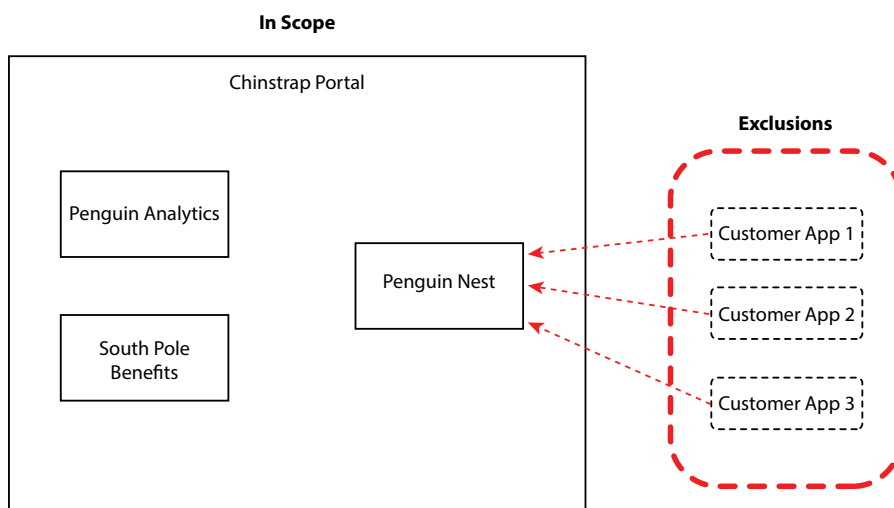 In Scope
Chinstrap Portal
Exclusions
Penguin Analytics
Customer App 1
Penguin Nest
Customer App 2
South Pole
Benefits
Customer App 3